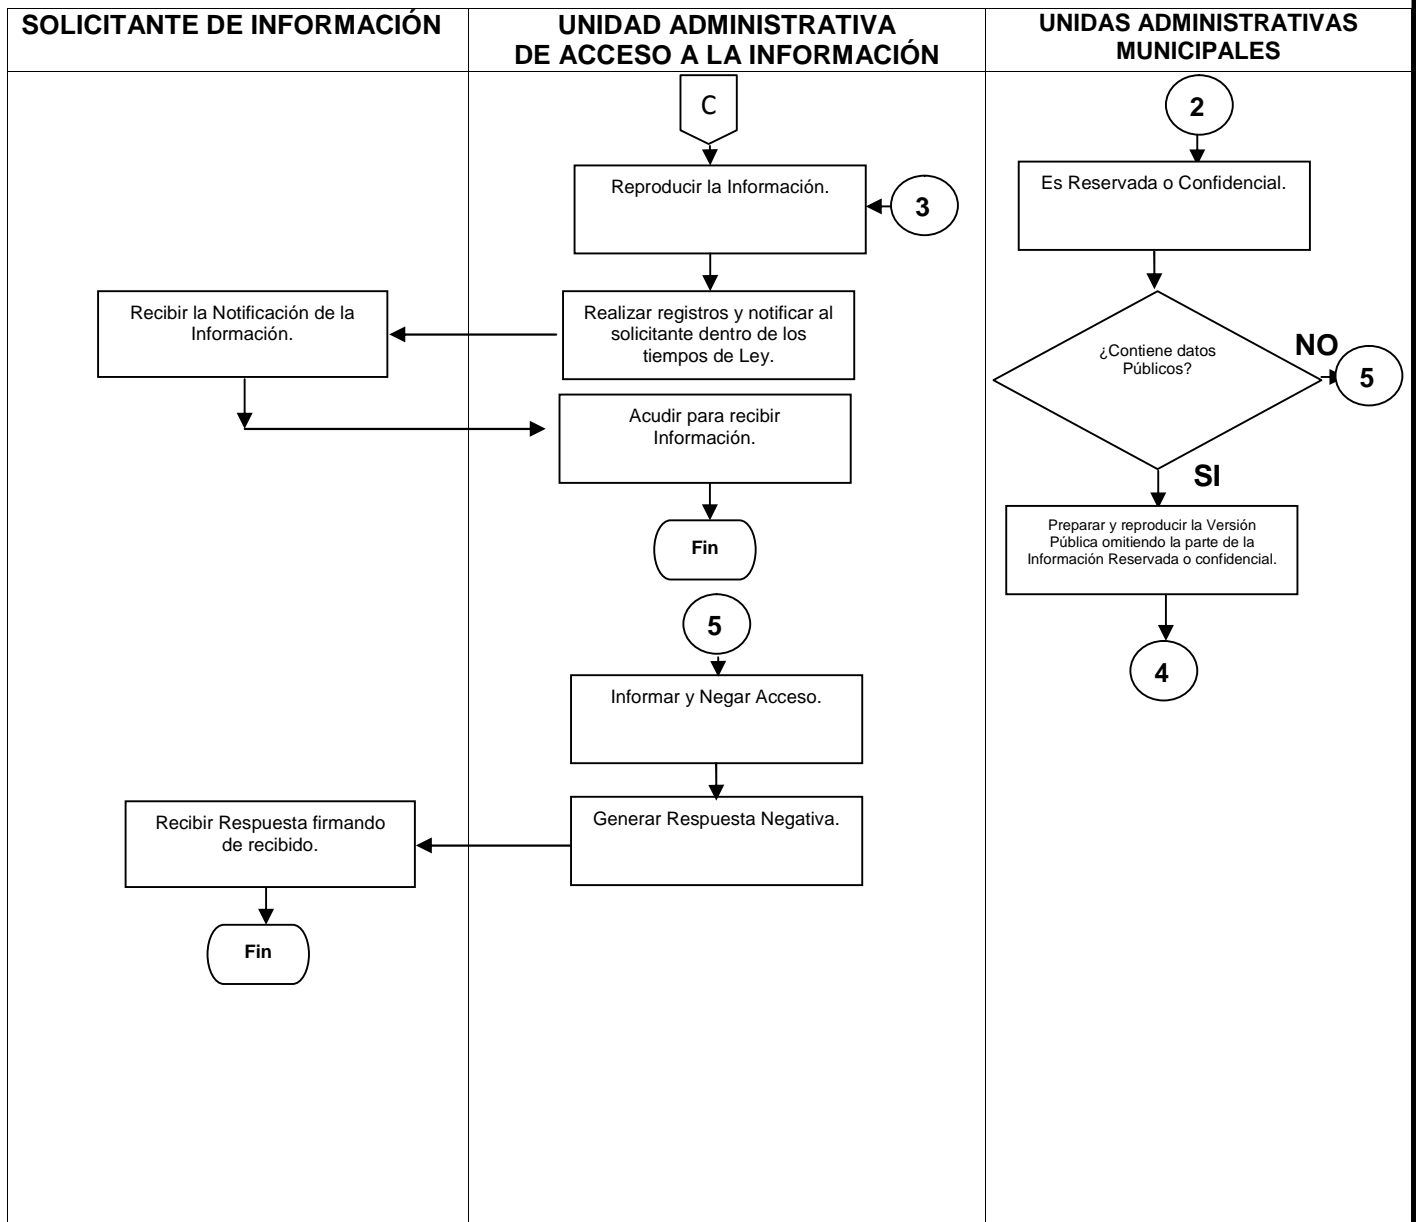 SOLICITANTE DE INFORMACIÓN
UNIDAD ADMINISTRATIVA
DE ACCESO A LA INFORMACIÓN
UNIDAS ADMINISTRATIVAS
MUNICIPALES
C
2
Reproducir la Información.
3
Es Reservada o Confidencial.
Recibir la Notificación de la
Información.
Realizar registros y notificar al
solicitante dentro de los
tiempos de Ley.
¿Contiene datos
Públicos?
NO
5
Acudir para recibir
Información.
SI
Fin
Preparar y reproducir la Versión
Pública omitiendo la parte de la
Información Reservada o confidencial.
5
4
Informar y Negar Acceso.
Recibir Respuesta firmando
de recibido.
Generar Respuesta Negativa.
Fin